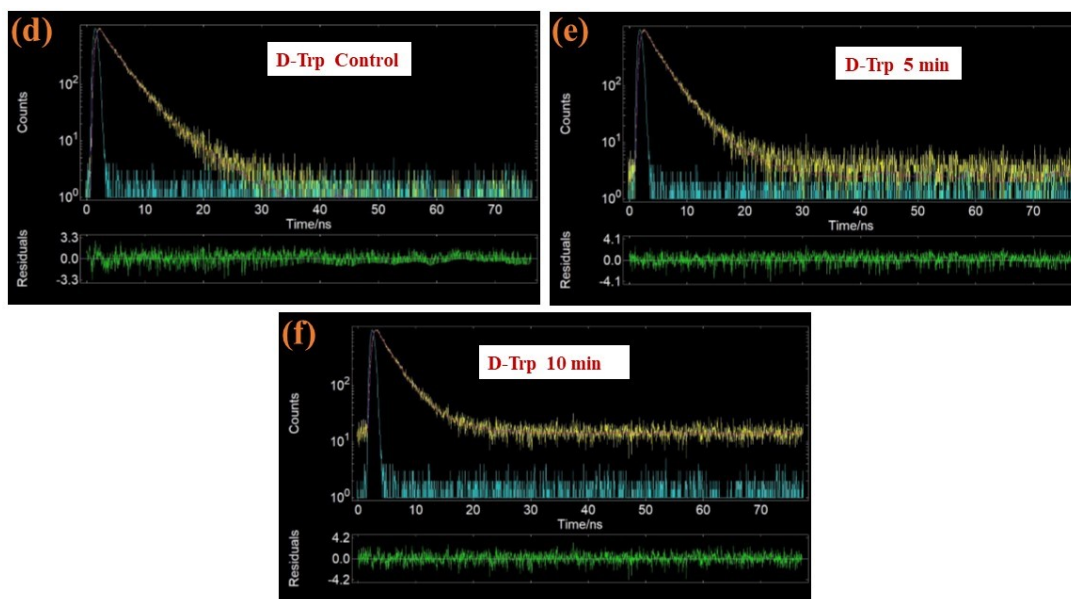 (d)
D-Trp Control
Counts
10²
10¹
10⁰
0 10 20 30 40 50 60 70
Time/ns
Residuals
3.3
0.0
-3.3
(e)
D-Trp 5 min
Counts
10²
10¹
10⁰
0 10 20 30 40 50 60 70
Time/ns
Residuals
4.1
0.0
-4.1
(f)
D-Trp 10 min
Counts
10²
10¹
10⁰
0 10 20 30 40 50 60 70
Time/ns
Residuals
4.2
0.0
-4.2